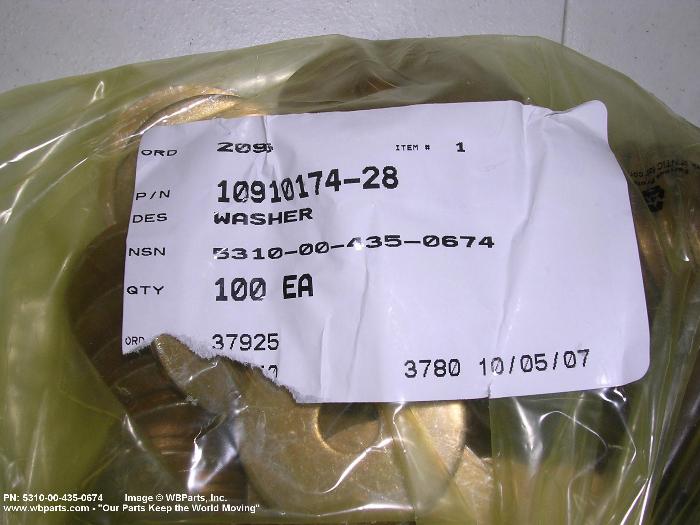 ORD 209 ITEM # 1
P/N 10910174-28
DES WASHER
NSN 5310-00-435-0674
QTY 100 EA
ORD 37925
3780 10/05/07
PN: 5310-00-435-0674 Image © WBParts, Inc.
www.wbparts.com - "Our Parts Keep the World Moving"